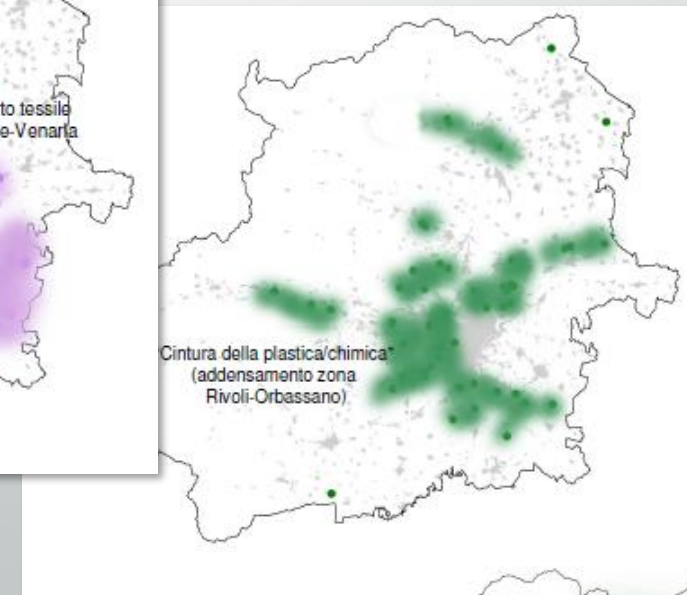 to tessile
e-Venaria
"Cintura della plastica/chimica"
(addensamento zona
Rivoli-Orbassano)